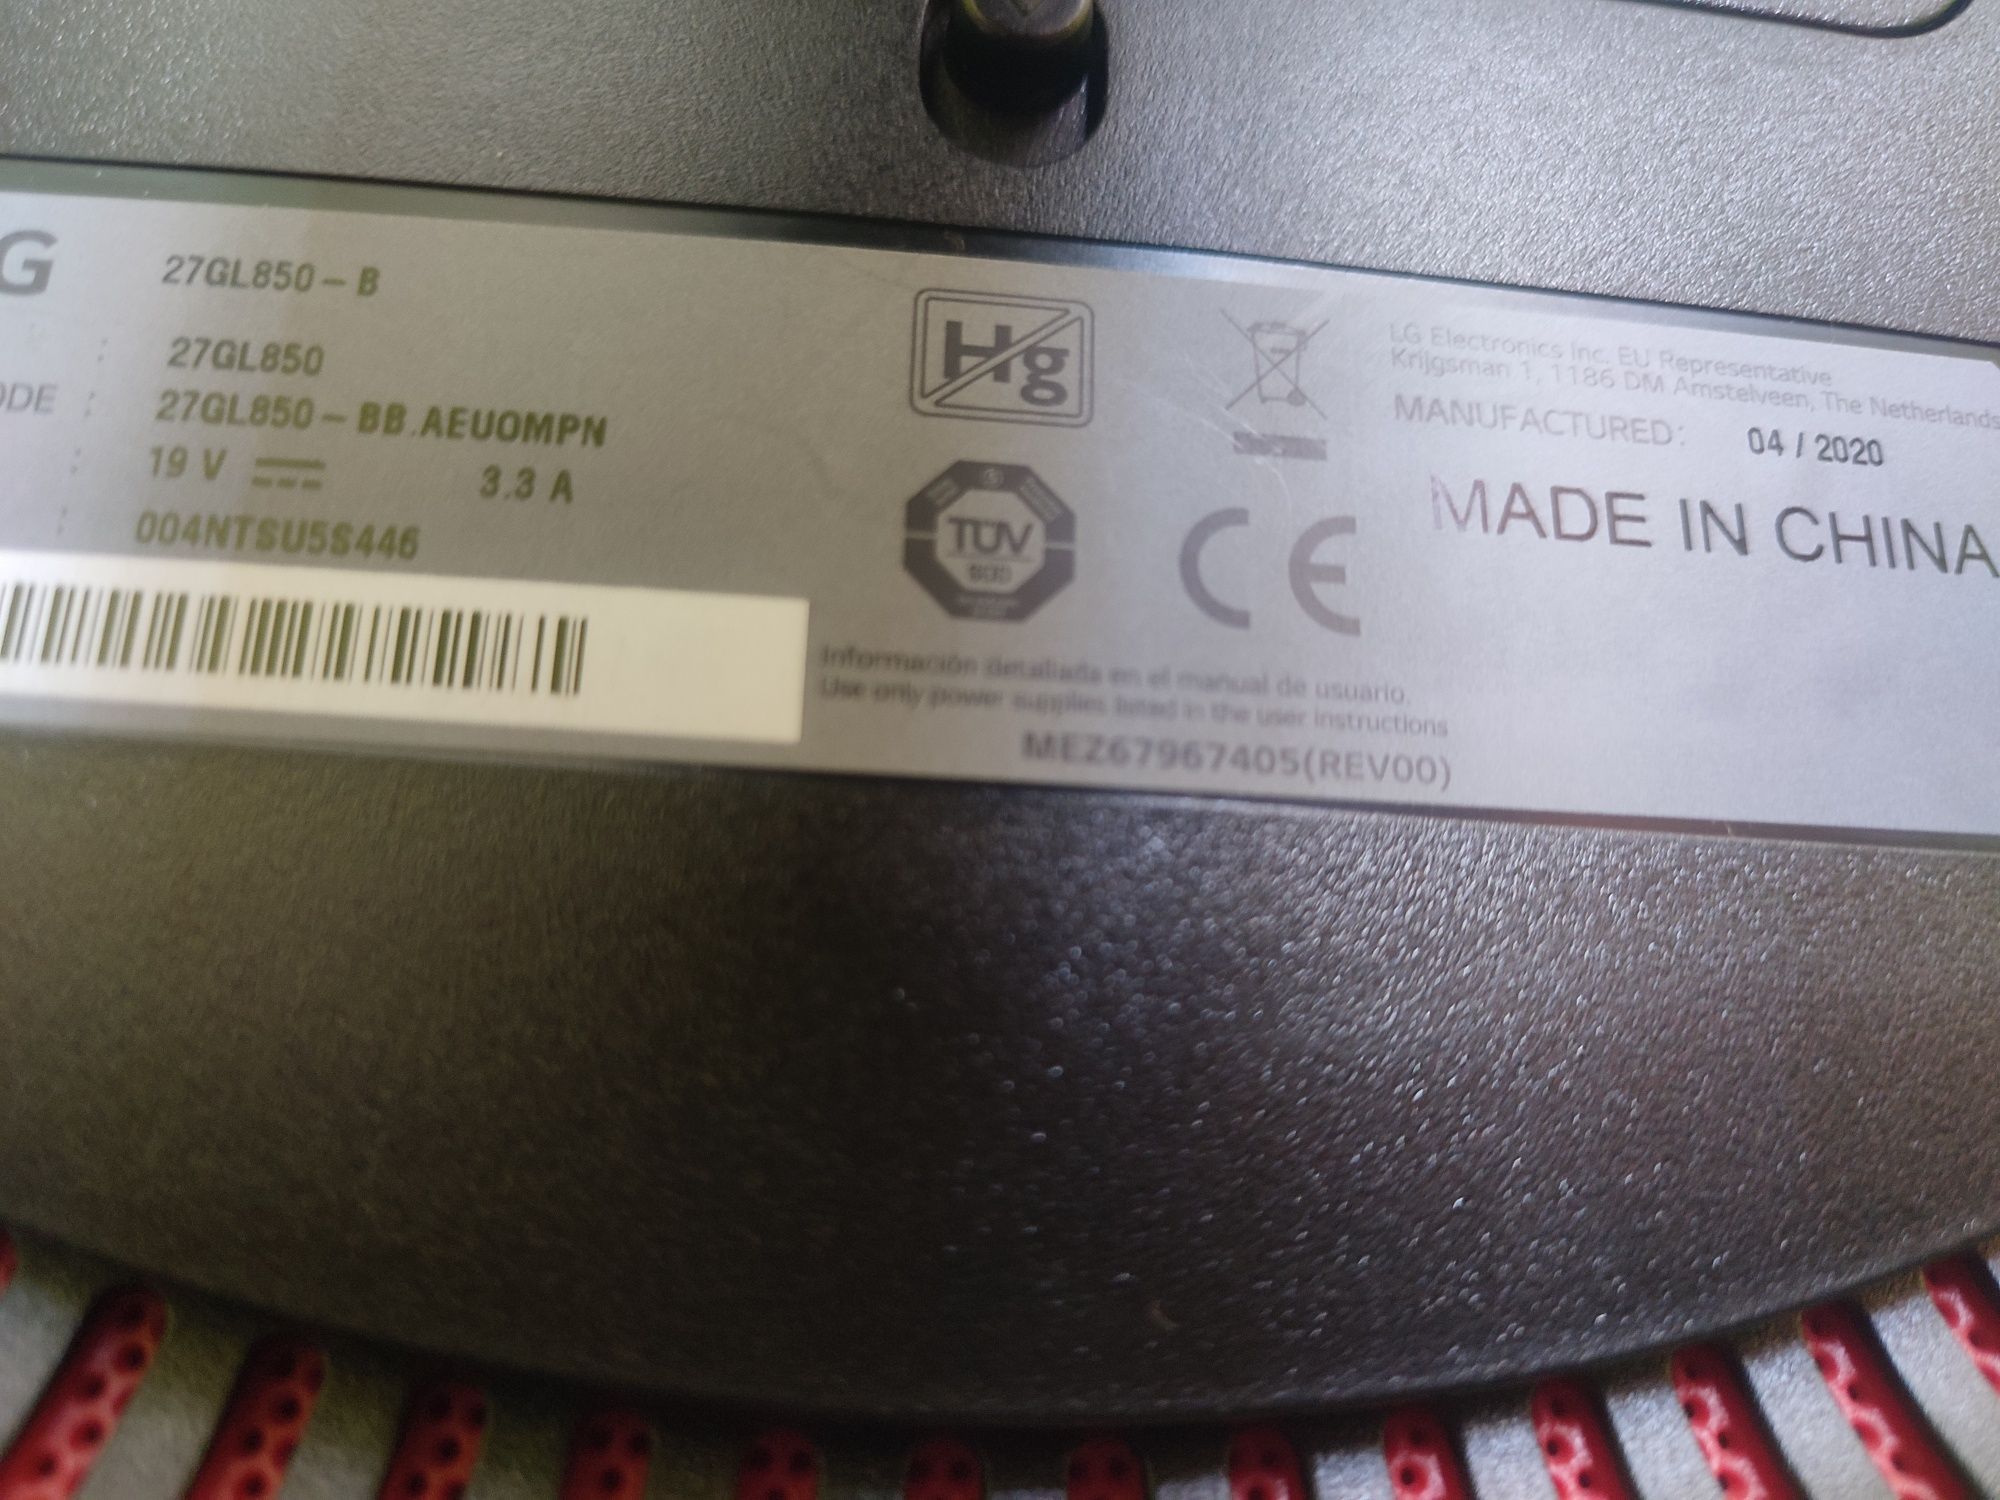 G 27GL850-B
: 27GL850
ODE : 27GL850-BB.AEUOMPN
: 19 V 3.3 A
: 004NTSU5S446
Hg
TÜV
SÜD
CE
LG Electronics Inc. EU Representative
Krijgsman 1, 1186 DM Amstelveen, The Netherlands
MANUFACTURED: 04 / 2020
MADE IN CHINA
Información detallada en el manual de usuario.
Use only power supplies listed in the user instructions
MEZ67967405(REV00)